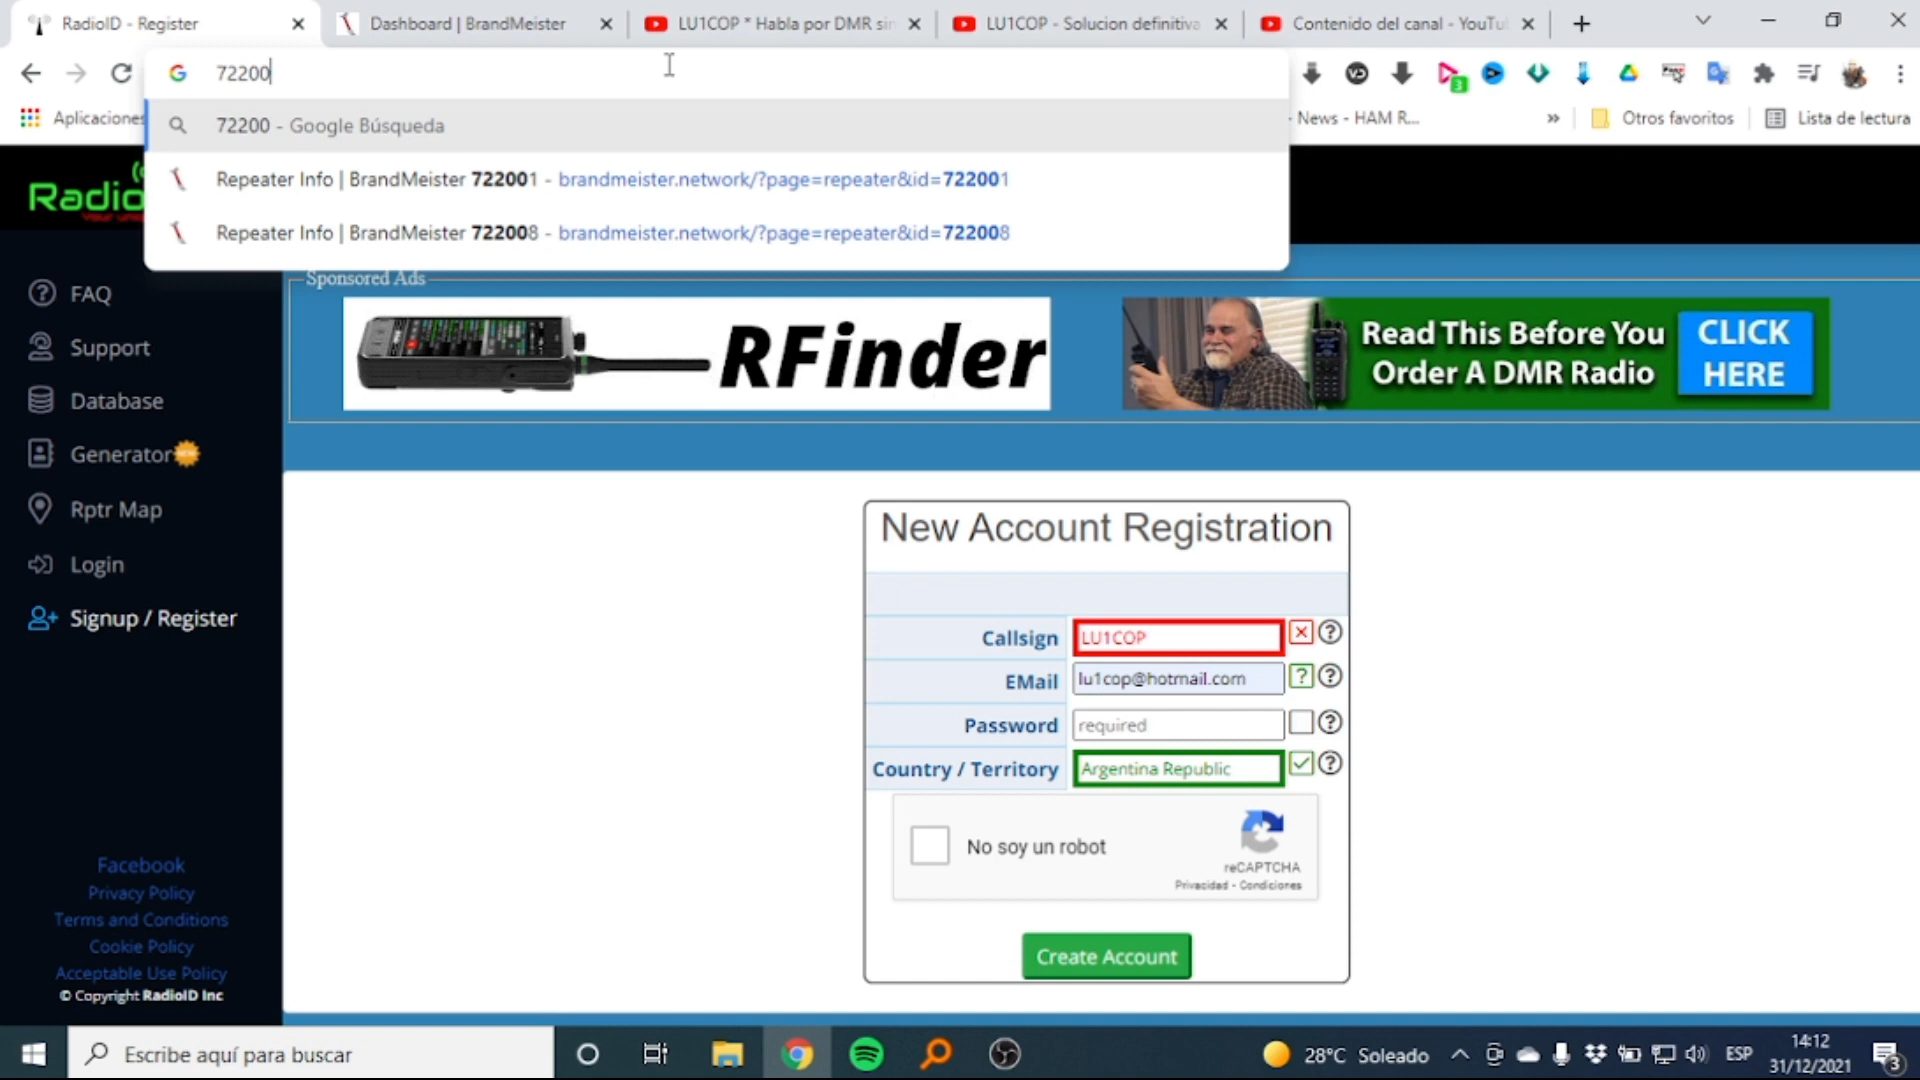 RadioID - Register
Dashboard | BrandMeister
LU1COP * Habla por DMR sin
LU1COP - Solucion definitiva
Contenido del canal - YouTu
72200
72200 - Google Búsqueda
Repeater Info | BrandMeister 722001 - brandmeister.network/?page=repeater&id=722001
Repeater Info | BrandMeister 722008 - brandmeister.network/?page=repeater&id=722008
Aplicaciones
- News - HAM R...
»
Otros favoritos
Lista de lectura
3
Radio
FAQ
Support
Database
Generator
Rptr Map
Login
Signup / Register
Facebook
Privacy Policy
Terms and Conditions
Cookie Policy
Acceptable Use Policy
© Copyright RadioID Inc
Sponsored Ads
RFinder
Read This Before You
Order A DMR Radio
CLICK
HERE
New Account Registration
Callsign LU1COP
EMail lu1cop@hotmail.com
Password required
Country / Territory Argentina Republic
No soy un robot
reCAPTCHA
Privacidad - Condiciones
Create Account
Escribe aquí para buscar
28°C Soleado
ESP
14:12
31/12/2021
3